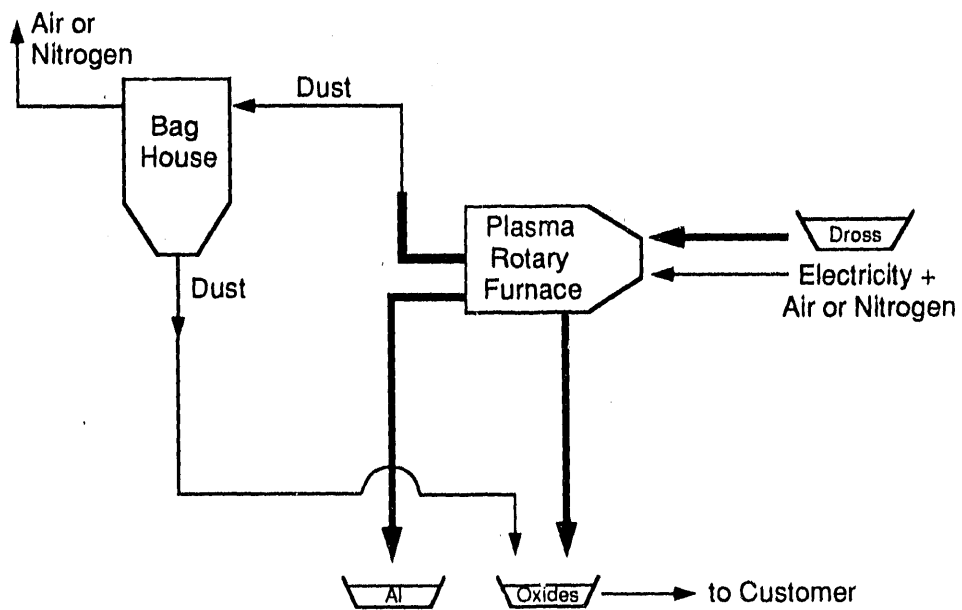 Air or
Nitrogen
Dust
Bag
House
Plasma
Rotary
Furnace
Dross
Electricity +
Air or Nitrogen
Dust
Al
Oxides
to Customer